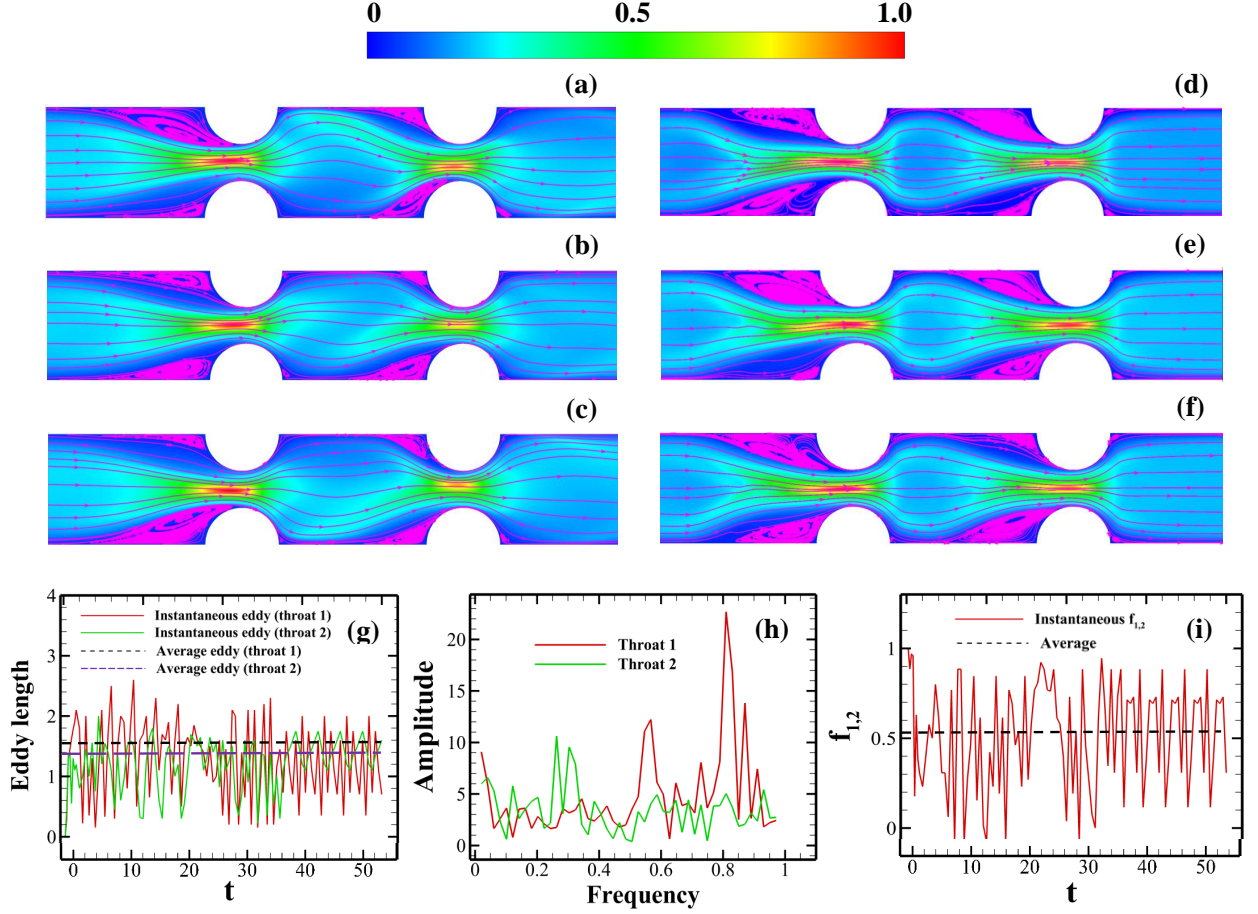 0 0.5 1.0
(a) (d)
(b) (e)
(c) (f)
4
3
2
1
0
Eddy length
Instantaneous eddy (throat 1)
Instantaneous eddy (throat 2)
Average eddy (throat 1)
Average eddy (throat 2)
(g)
0 10 20 30 40 50
t
20
15
10
5
0
Amplitude
Throat 1
Throat 2
(h)
0 0.2 0.4 0.6 0.8 1
Frequency
1
0.5
0
f1,2
Instantaneous f1,2
Average
(i)
0 10 20 30 40 50
t